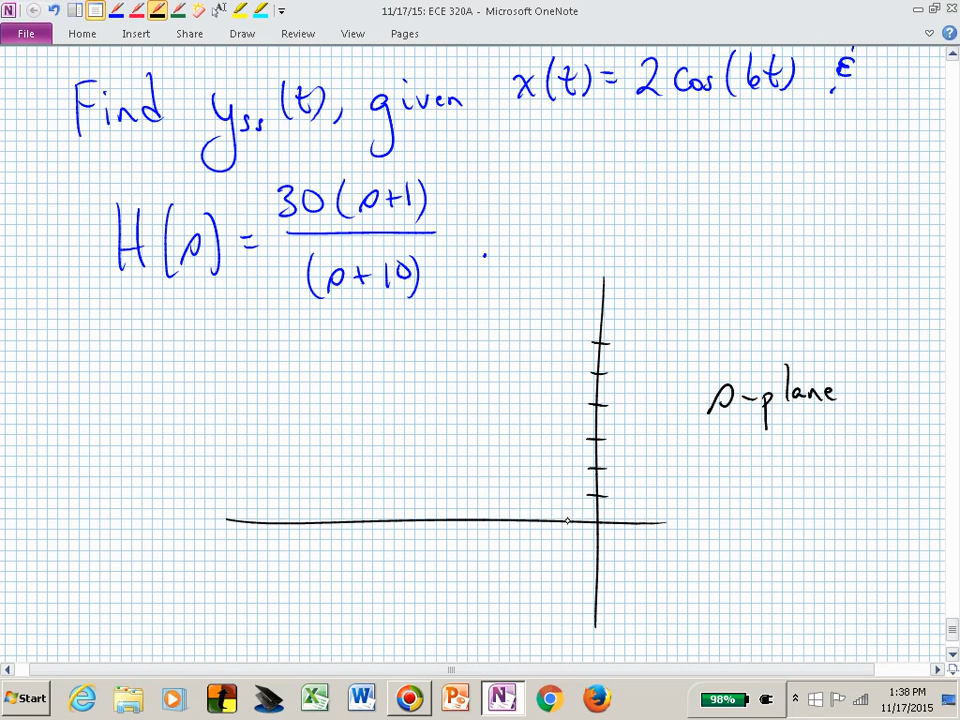 11/17/15: ECE 320A - Microsoft OneNote
File Home Insert Share Draw Review View Pages
Find yss(t), given x(t) = 2 cos(6t) &
H(s) = 30(s+1) / (s+10) .
s-plane
Start 98% 1:38 PM
11/17/2015